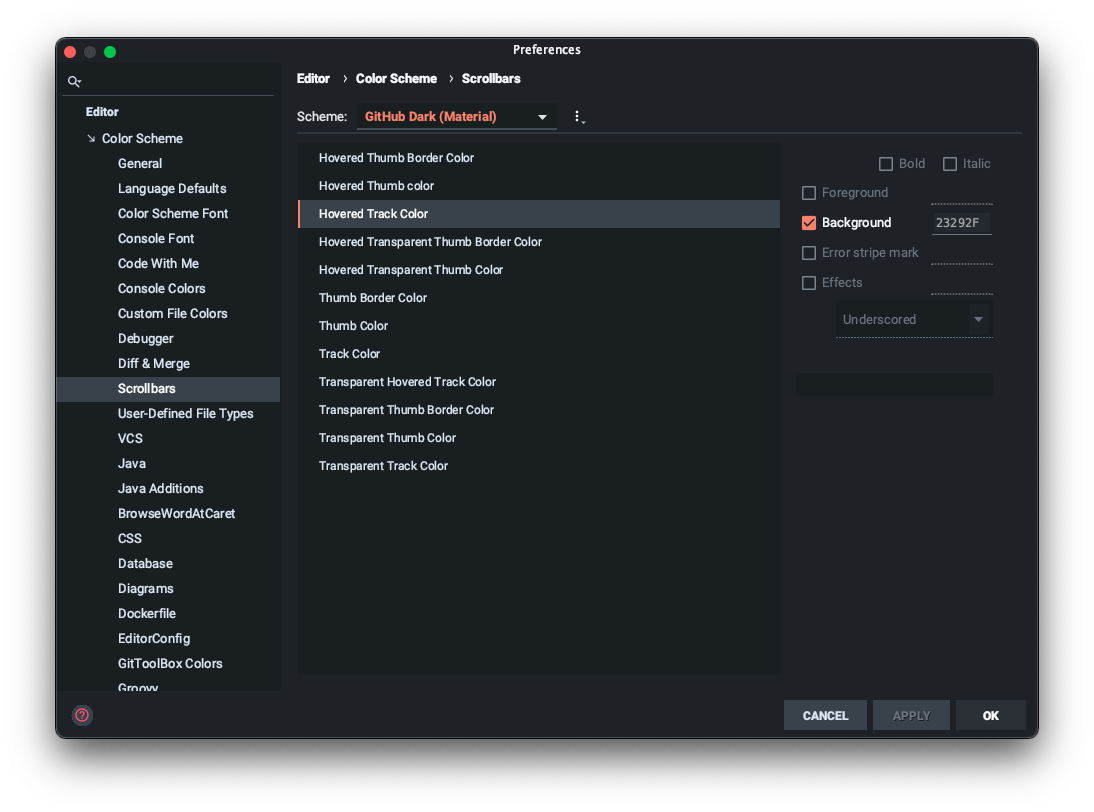 Preferences
Editor
Color Scheme
General
Language Defaults
Color Scheme Font
Console Font
Code With Me
Console Colors
Custom File Colors
Debugger
Diff & Merge
Scrollbars
User-Defined File Types
VCS
Java
Java Additions
BrowseWordAtCaret
CSS
Database
Diagrams
Dockerfile
EditorConfig
GitToolBox Colors
Groovy
Editor › Color Scheme › Scrollbars
Scheme: GitHub Dark (Material)
Hovered Thumb Border Color
Hovered Thumb color
Hovered Track Color
Hovered Transparent Thumb Border Color
Hovered Transparent Thumb Color
Thumb Border Color
Thumb Color
Track Color
Transparent Hovered Track Color
Transparent Thumb Border Color
Transparent Thumb Color
Transparent Track Color
Bold Italic
Foreground
Background 23292F
Error stripe mark
Effects
Underscored
?
CANCEL APPLY OK